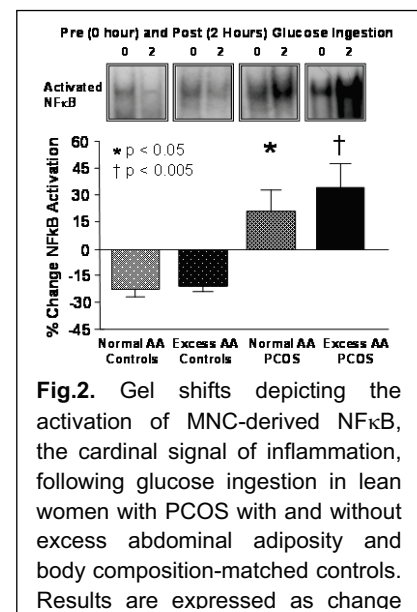 Pre (0 hour) and Post (2 Hours) Glucose Ingestion
0 2 0 2 0 2 0 2
Activated
NFκB
60
45
30
15
0
-15
-30
-45
% Change NFkB Activation
* p < 0.05
† p < 0.005
*
†
Normal AA Excess AA Normal AA Excess AA
Controls Controls PCOS PCOS
Fig.2. Gel shifts depicting the
activation of MNC-derived NFκB,
the cardinal signal of inflammation,
following glucose ingestion in lean
women with PCOS with and without
excess abdominal adiposity and
body composition-matched controls.
Results are expressed as change